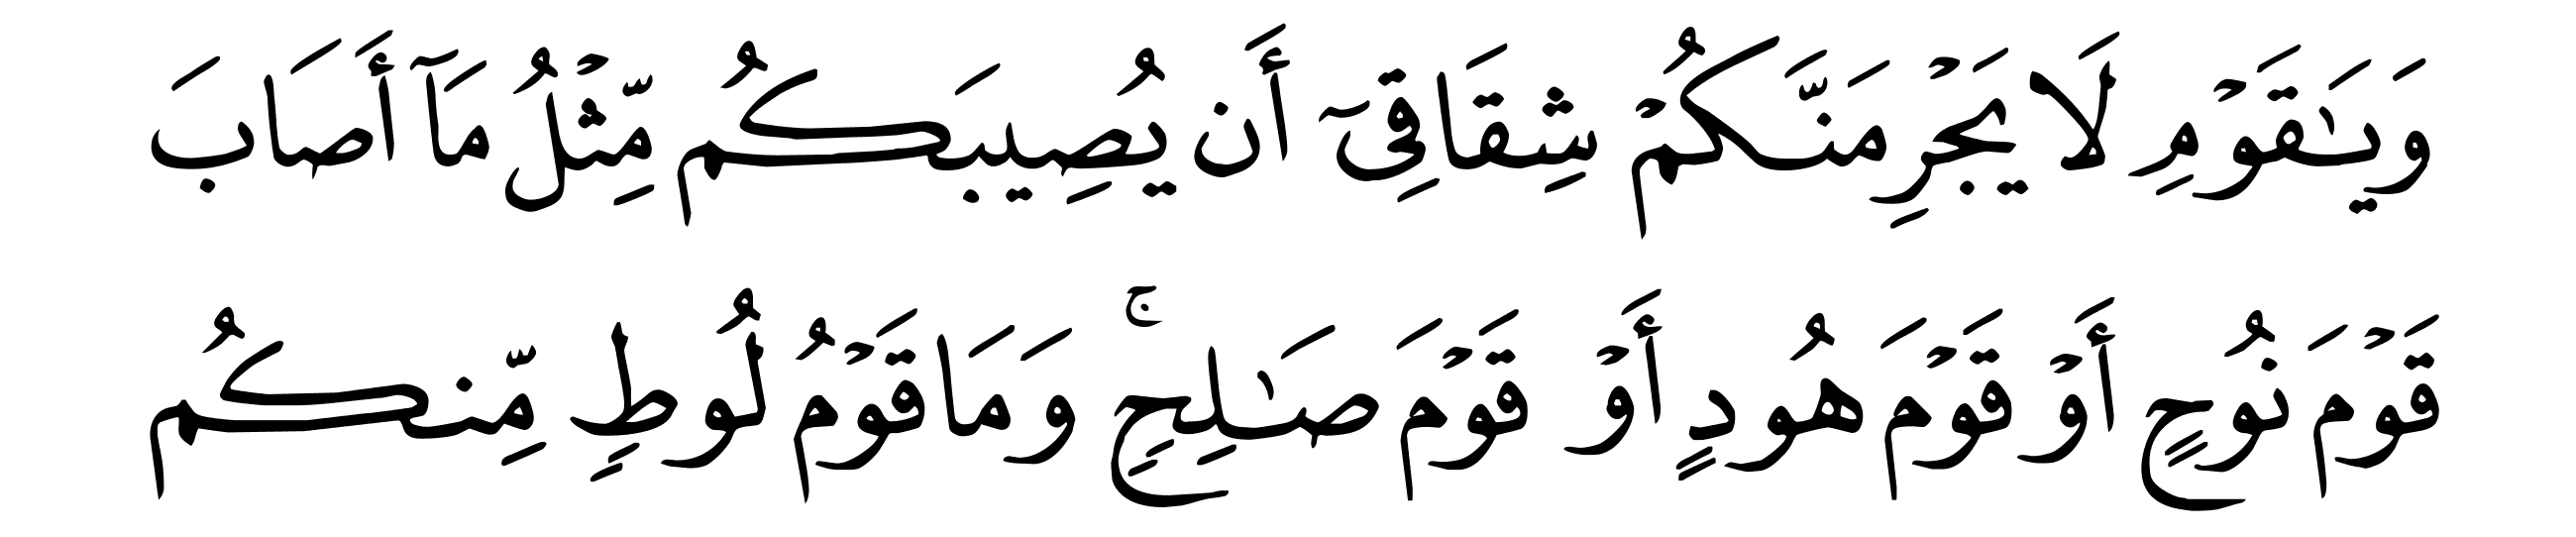 وَيَٰقَوْمِ لَا يَجْرِمَنَّكُمْ شِقَاقِىٓ أَن يُصِيبَكُم مِّثْلُ مَآ أَصَابَ
قَوْمَ نُوحٍ أَوْ قَوْمَ هُودٍ أَوْ قَوْمَ صَٰلِحٍ ۚ وَمَا قَوْمُ لُوطٍ مِّنكُم